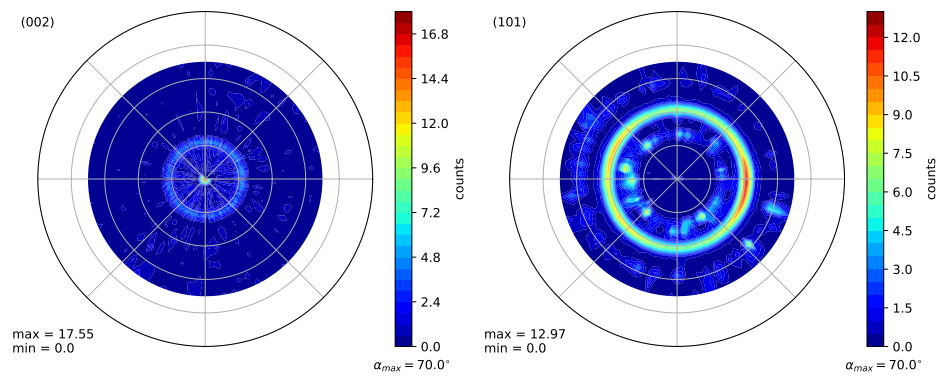 (002)
max = 17.55
min = 0.0
16.8
14.4
12.0
9.6
7.2
4.8
2.4
0.0
counts
αmax = 70.0°
(101)
max = 12.97
min = 0.0
12.0
10.5
9.0
7.5
6.0
4.5
3.0
1.5
0.0
counts
αmax = 70.0°